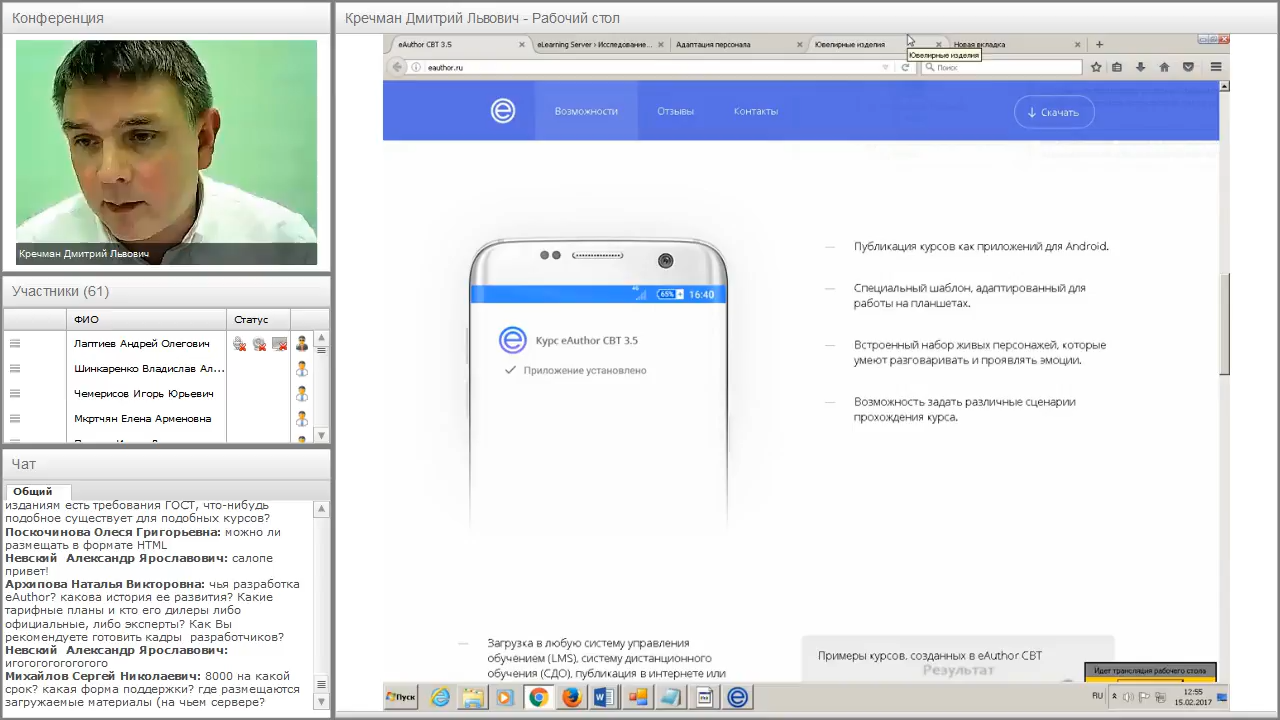 Конференция
Кречман Дмитрий Львович
Участники (61)
ФИО
Статус
Лаптиев Андрей Олегович
Шинкаренко Владислав Ал...
Чемерисов Игорь Юрьевич
Мкртчян Елена Арменовна
Чат
Общий
изданиям есть требования ГОСТ, что-нибудь
подобное существует для подобных курсов?
Поскочинова Олеся Григорьевна: можно ли
размещать в формате HTML
Невский Александр Ярославович: салопе
привет!
Архипова Наталья Викторовна: чья разработка
eAuthor? какова история ее развития? Какие
тарифные планы и кто его дилеры либо
официальные, либо эксперты? Как Вы
рекомендуете готовить кадры разработчиков?
Невский Александр Ярославович:
игогогогогогого
Михайлов Сергей Николаевич: 8000 на какой
срок? какая форма поддержки? где размещаются
загружаемые материалы (на чьем сервере?
Кречман Дмитрий Львович - Рабочий стол
eAuthor CBT 3.5
eLearning Server › Исследование...
Адаптация персонала
Ювелирные изделия
Новая вкладка
Ювелирные изделия
eauthor.ru
Поиск
Возможности
Отзывы
Контакты
Скачать
4G
65%
16:40
Курс eAuthor CBT 3.5
Приложение установлено
Публикация курсов как приложений для Android.
Специальный шаблон, адаптированный для
работы на планшетах.
Встроенный набор живых персонажей, которые
умеют разговаривать и проявлять эмоции.
Возможность задать различные сценарии
прохождения курса.
Загрузка в любую систему управления
обучением (LMS), систему дистанционного
обучения (СДО), публикация в интернете или
Примеры курсов, созданных в eAuthor CBT
Результат
Идет трансляция рабочего стола
Пуск
RU
12:55
15.02.2017